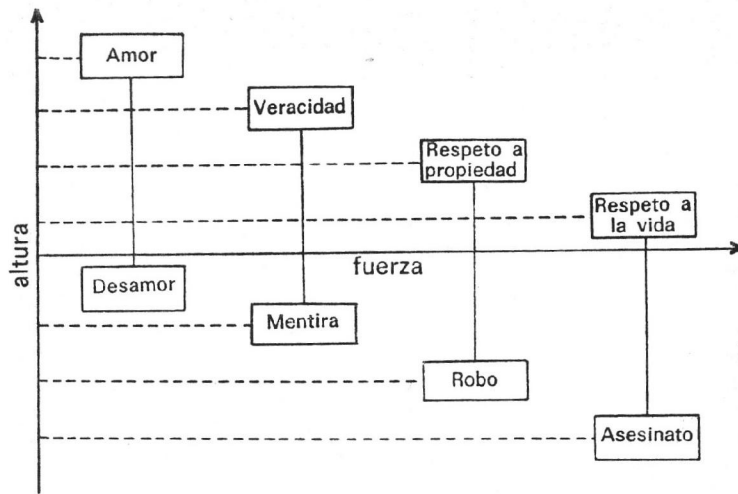 Amor
Veracidad
Respeto a
propiedad
Respeto a
la vida
altura
fuerza
Desamor
Mentira
Robo
Asesinato